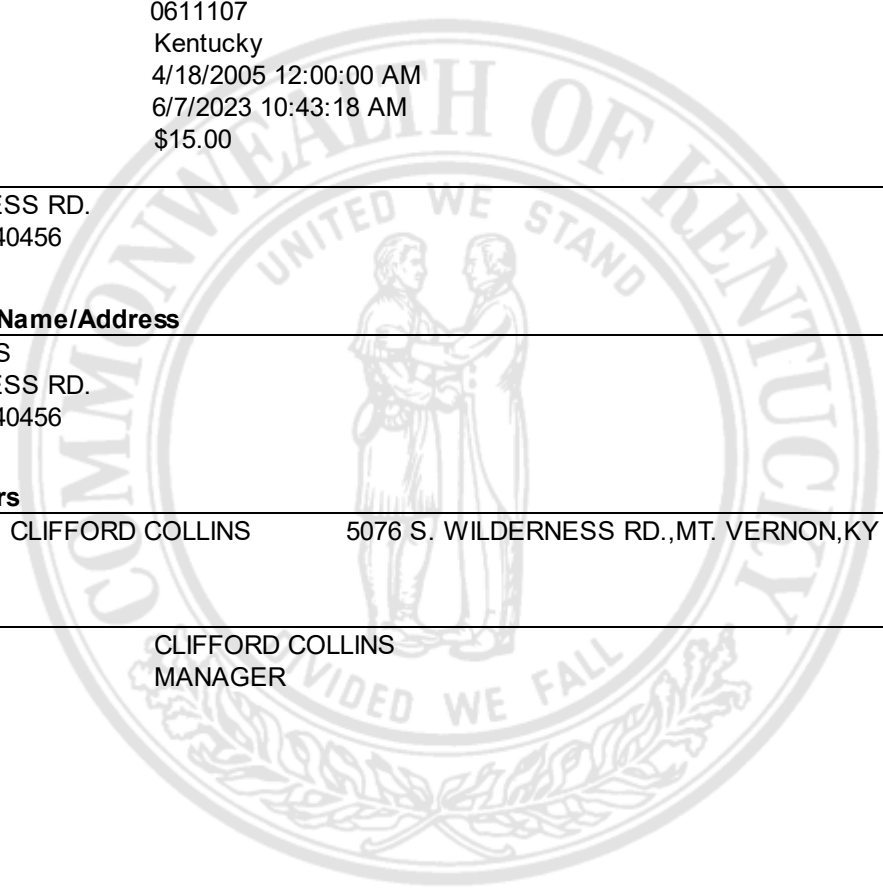 0611107
Kentucky
4/18/2005 12:00:00 AM
6/7/2023 10:43:18 AM
$15.00
ESS RD.
40456
Name/Address
S
ESS RD.
40456
rs
CLIFFORD COLLINS 5076 S. WILDERNESS RD.,MT. VERNON,KY
CLIFFORD COLLINS
MANAGER
COMMONWEALTH OF KENTUCKY
UNITED WE STAND
DIVIDED WE FALL